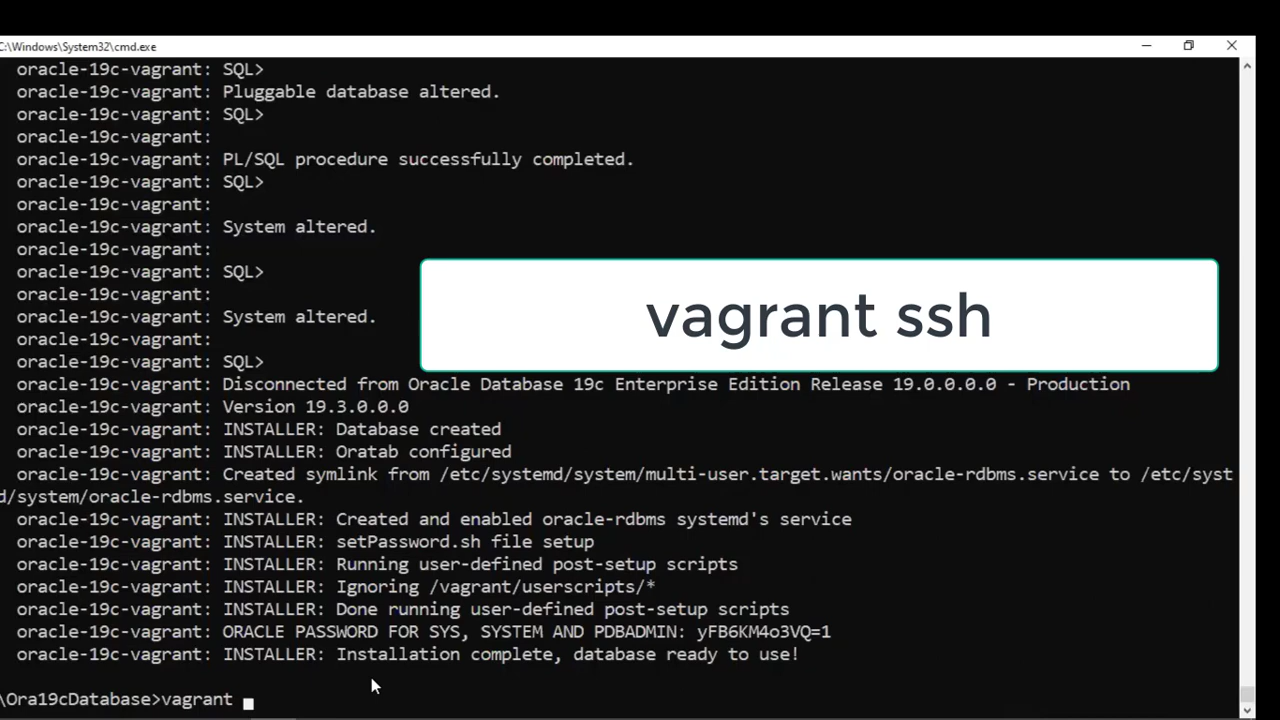 C:\Windows\System32\cmd.exe
oracle-19c-vagrant: SQL>
oracle-19c-vagrant: Pluggable database altered.
oracle-19c-vagrant: SQL>
oracle-19c-vagrant:
oracle-19c-vagrant: PL/SQL procedure successfully completed.
oracle-19c-vagrant: SQL>
oracle-19c-vagrant:
oracle-19c-vagrant: System altered.
oracle-19c-vagrant:
oracle-19c-vagrant: SQL>
oracle-19c-vagrant:
oracle-19c-vagrant: System altered.
oracle-19c-vagrant:
oracle-19c-vagrant: SQL>
vagrant ssh
oracle-19c-vagrant: Disconnected from Oracle Database 19c Enterprise Edition Release 19.0.0.0.0 - Production
oracle-19c-vagrant: Version 19.3.0.0.0
oracle-19c-vagrant: INSTALLER: Database created
oracle-19c-vagrant: INSTALLER: Oratab configured
oracle-19c-vagrant: Created symlink from /etc/systemd/system/multi-user.target.wants/oracle-rdbms.service to /etc/syst
d/system/oracle-rdbms.service.
oracle-19c-vagrant: INSTALLER: Created and enabled oracle-rdbms systemd's service
oracle-19c-vagrant: INSTALLER: setPassword.sh file setup
oracle-19c-vagrant: INSTALLER: Running user-defined post-setup scripts
oracle-19c-vagrant: INSTALLER: Ignoring /vagrant/userscripts/*
oracle-19c-vagrant: INSTALLER: Done running user-defined post-setup scripts
oracle-19c-vagrant: ORACLE PASSWORD FOR SYS, SYSTEM AND PDBADMIN: yFB6KM4o3VQ=1
oracle-19c-vagrant: INSTALLER: Installation complete, database ready to use!
\Ora19cDatabase>vagrant